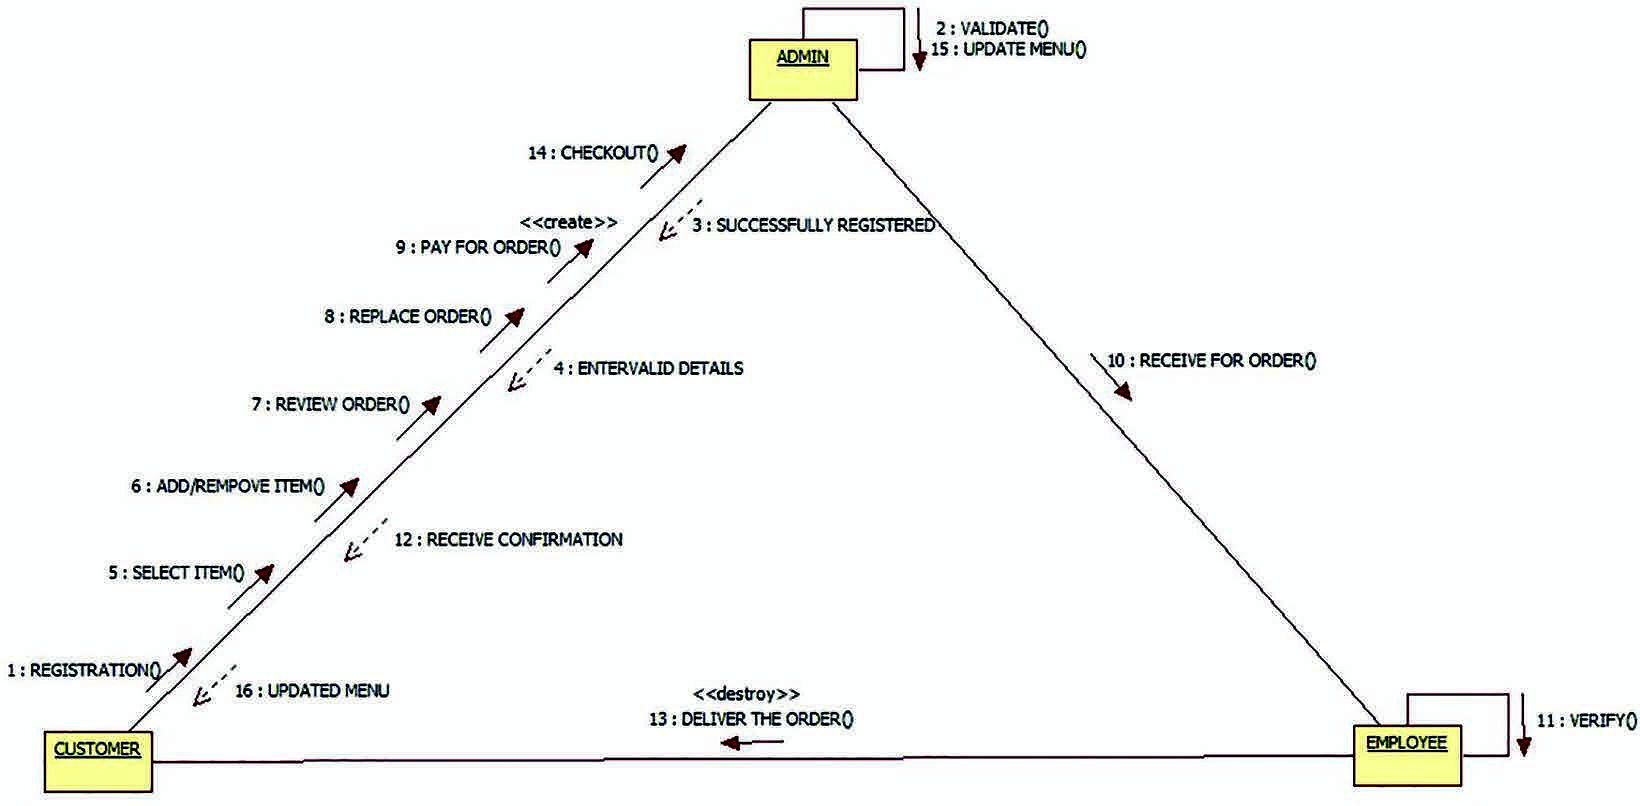 2 : VALIDATE()
15 : UPDATE MENU()
ADMIN
14 : CHECKOUT()
<<create>>
3 : SUCCESSFULLY REGISTERED
9 : PAY FOR ORDER()
8 : REPLACE ORDER()
10 : RECEIVE FOR ORDER()
4 : ENTERVALID DETAILS
7 : REVIEW ORDER()
6 : ADD/REMPOVE ITEM()
12 : RECEIVE CONFIRMATION
5 : SELECT ITEM()
1 : REGISTRATION()
16 : UPDATED MENU
<<destroy>>
13 : DELIVER THE ORDER()
11 : VERIFY()
CUSTOMER
EMPLOYEE